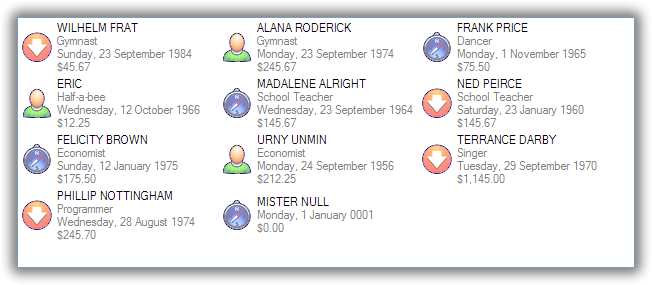 WILHELM FRAT
Gymnast
Sunday, 23 September 1984
$45.67
ALANA RODERICK
Gymnast
Monday, 23 September 1974
$245.67
FRANK PRICE
Dancer
Monday, 1 November 1965
$75.50
ERIC
Half-a-bee
Wednesday, 12 October 1966
$12.25
MADALENE ALRIGHT
School Teacher
Wednesday, 23 September 1964
$145.67
NED PEIRCE
School Teacher
Saturday, 23 January 1960
$145.67
FELICITY BROWN
Economist
Sunday, 12 January 1975
$175.50
URNY UNMIN
Economist
Monday, 24 September 1956
$212.25
TERRANCE DARBY
Singer
Tuesday, 29 September 1970
$1,145.00
PHILLIP NOTTINGHAM
Programmer
Wednesday, 28 August 1974
$245.70
MISTER NULL
Monday, 1 January 0001
$0.00